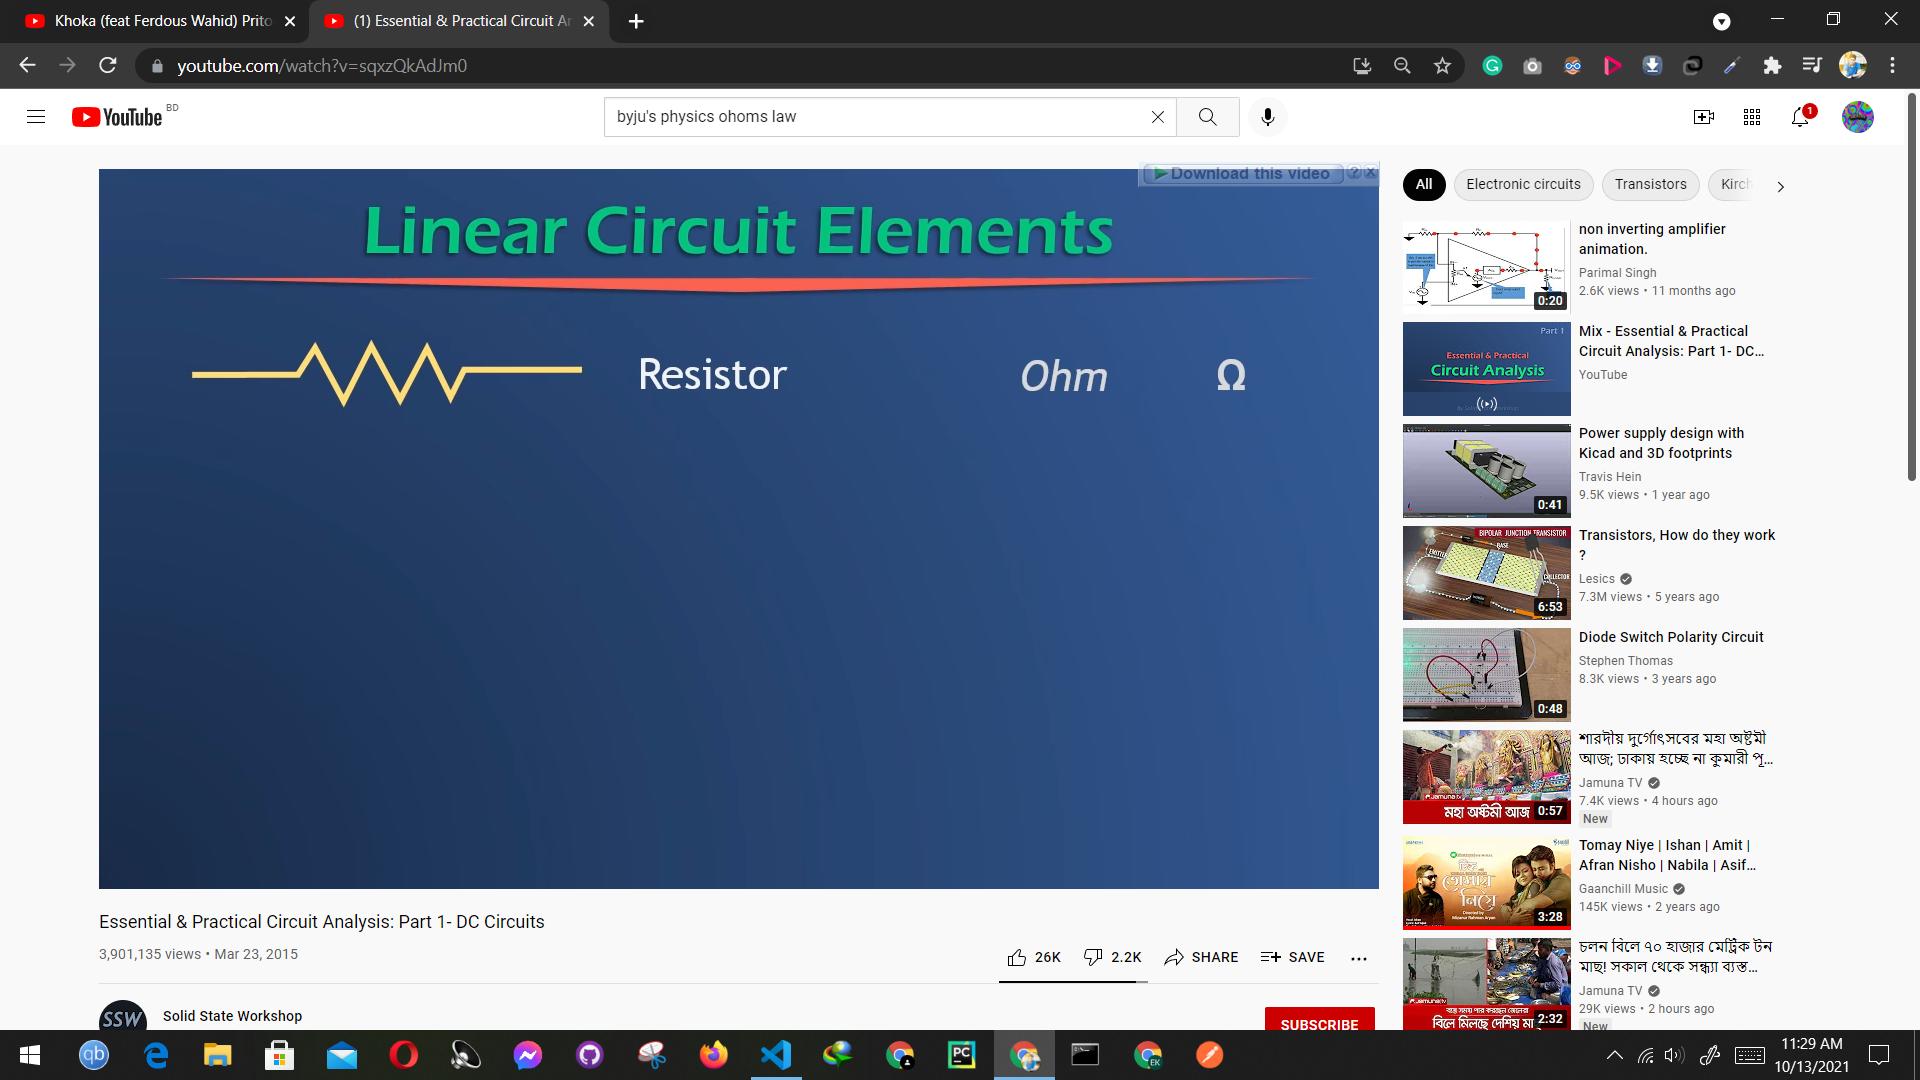 Khoka (feat Ferdous Wahid) Prito
(1) Essential & Practical Circuit An
youtube.com/watch?v=sqxzQkAdJm0
YouTube BD
byju's physics ohoms law
1
Download this video
Linear Circuit Elements
Resistor Ohm Ω
Essential & Practical Circuit Analysis: Part 1- DC Circuits
3,901,135 views • Mar 23, 2015
26K 2.2K SHARE SAVE
SSW
Solid State Workshop
SUBSCRIBE
All Electronic circuits Transistors Kirch
0:20
non inverting amplifier
animation.
Parimal Singh
2.6K views • 11 months ago
Part 1
Essential & Practical
Circuit Analysis
Mix - Essential & Practical
Circuit Analysis: Part 1- DC...
YouTube
0:41
Power supply design with
Kicad and 3D footprints
Travis Hein
9.5K views • 1 year ago
BIPOLAR JUNCTION TRANSISTOR
BASE
EMITTER
COLLECTOR
6:53
Transistors, How do they work
?
Lesics
7.3M views • 5 years ago
0:48
Diode Switch Polarity Circuit
Stephen Thomas
8.3K views • 3 years ago
Jamuna tv
মহা অষ্টমী আজ
0:57
শারদীয় দুর্গোৎসবের মহা অষ্টমী
আজ; ঢাকায় হচ্ছে না কুমারী পূ...
Jamuna TV
7.4K views • 4 hours ago
New
তোমায় নিয়ে
3:28
Tomay Niye | Ishan | Amit |
Afran Nisho | Nabila | Asif...
Gaanchill Music
145K views • 2 years ago
Jamuna tv
বিলে মিলছে দেশিয় মা
2:32
চলন বিলে ৭০ হাজার মেট্রিক টন
মাছ! সকাল থেকে সন্ধ্যা ব্যস্ত...
Jamuna TV
29K views • 2 hours ago
New
qb
PC
EK
11:29 AM
10/13/2021